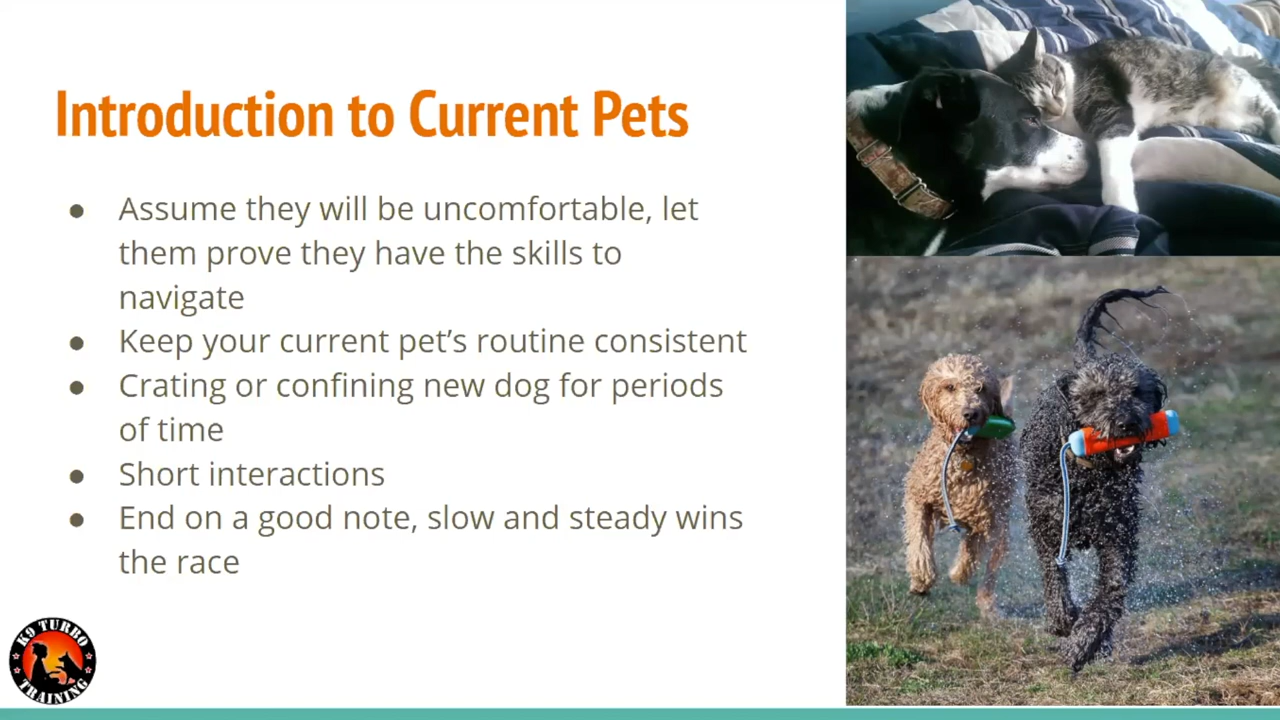 Introduction to Current Pets
● Assume they will be uncomfortable, let
them prove they have the skills to
navigate
● Keep your current pet’s routine consistent
● Crating or confining new dog for periods
of time
● Short interactions
● End on a good note, slow and steady wins
the race
K9 TURBO
TRAINING